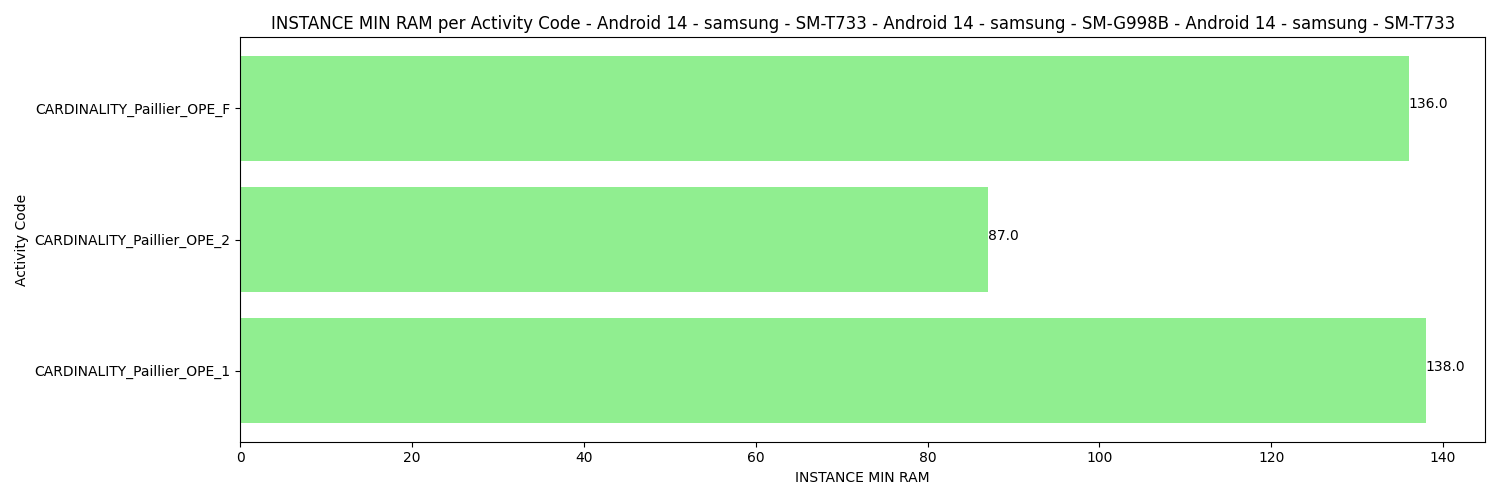 INSTANCE MIN RAM per Activity Code - Android 14 - samsung - SM-T733 - Android 14 - samsung - SM-G998B - Android 14 - samsung - SM-T733
CARDINALITY_Paillier_OPE_F
136.0
CARDINALITY_Paillier_OPE_2
87.0
CARDINALITY_Paillier_OPE_1
138.0
Activity Code
0 20 40 60 80 100 120 140
INSTANCE MIN RAM